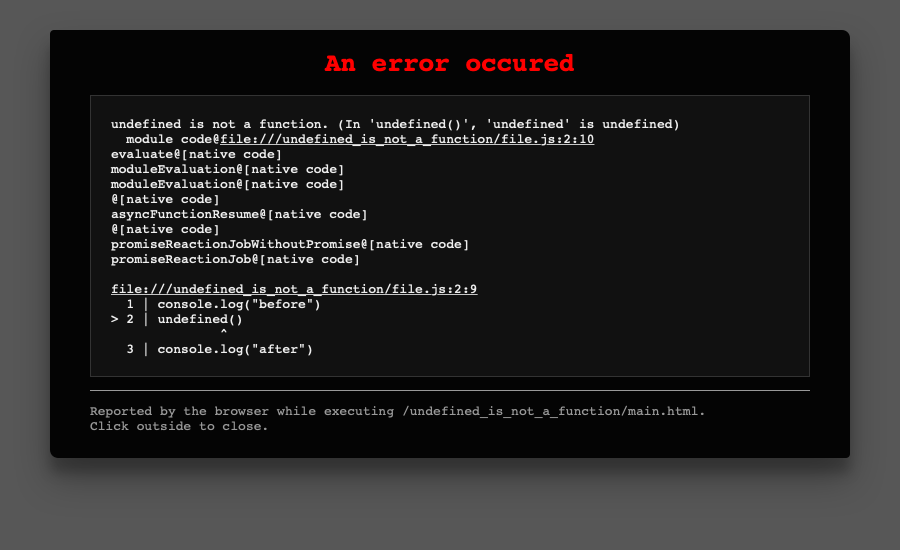 An error occured
undefined is not a function. (In 'undefined()', 'undefined' is undefined)
  module code@file:///undefined_is_not_a_function/file.js:2:10
evaluate@[native code]
moduleEvaluation@[native code]
moduleEvaluation@[native code]
@[native code]
asyncFunctionResume@[native code]
@[native code]
promiseReactionJobWithoutPromise@[native code]
promiseReactionJob@[native code]

file:///undefined_is_not_a_function/file.js:2:9
  1 | console.log("before")
> 2 | undefined()
              ^
  3 | console.log("after")
Reported by the browser while executing /undefined_is_not_a_function/main.html.
Click outside to close.